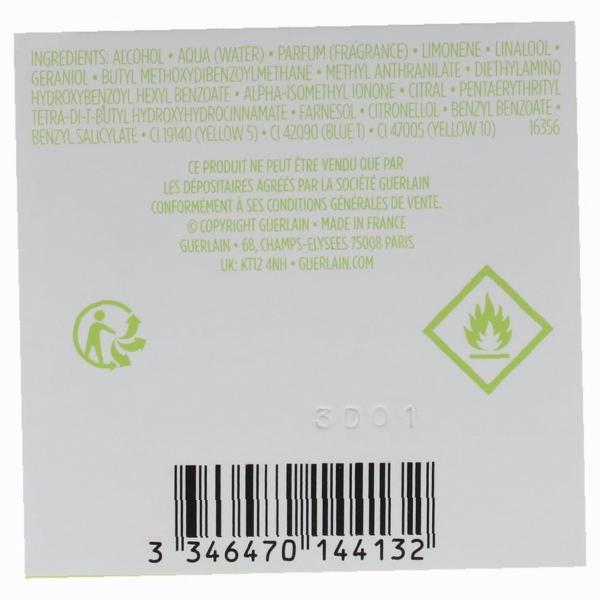 INGREDIENTS: ALCOHOL • AQUA (WATER) • PARFUM (FRAGRANCE) • LIMONENE • LINALOOL •
GERANIOL • BUTYL METHOXYDIBENZOYLMETHANE • METHYL ANTHRANILATE • DIETHYLAMINO
HYDROXYBENZOYL HEXYL BENZOATE • ALPHA-ISOMETHYL IONONE • CITRAL • PENTAERYTHRITYL
TETRA-DI-T-BUTYL HYDROXYHYDROCINNAMATE • FARNESOL • CITRONELLOL • BENZYL BENZOATE •
BENZYL SALICYLATE • CI 19140 (YELLOW 5) • CI 42090 (BLUE 1) • CI 47005 (YELLOW 10) 16356
CE PRODUIT NE PEUT ÊTRE VENDU QUE PAR
LES DÉPOSITAIRES AGRÉÉS PAR LA SOCIÉTÉ GUERLAIN
CONFORMÉMENT À SES CONDITIONS GÉNÉRALES DE VENTE.
© COPYRIGHT GUERLAIN • MADE IN FRANCE
GUERLAIN • 68, CHAMPS-ELYSEES 75008 PARIS
UK: KT12 4NH • GUERLAIN.COM
3D01
3 346470 144132